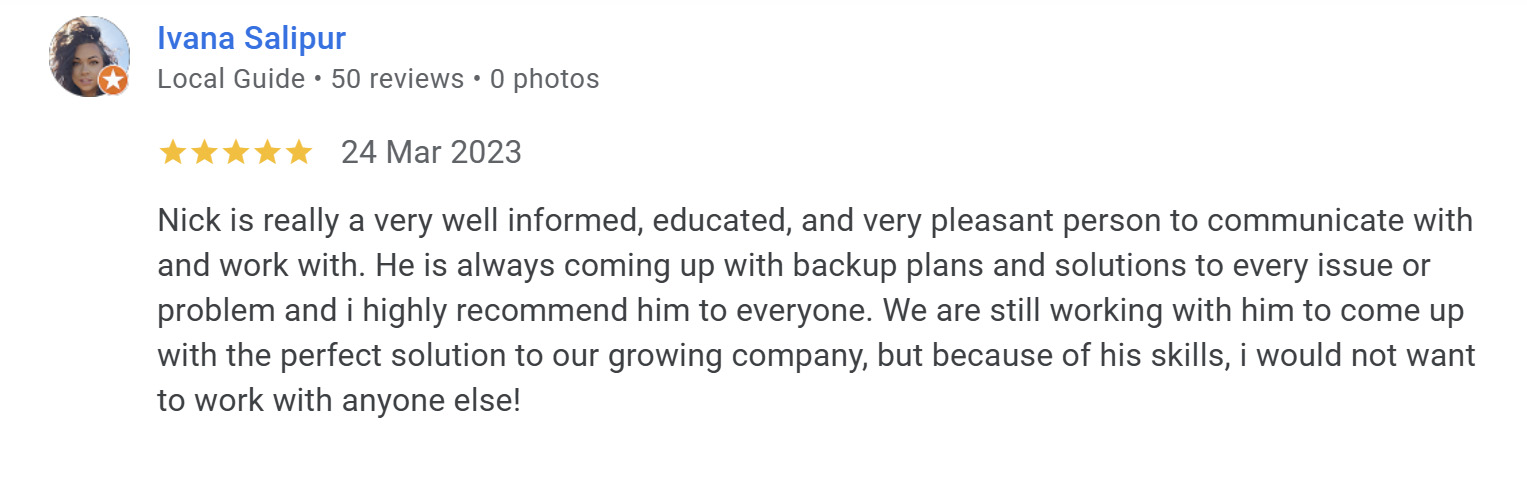 Ivana Salipur
Local Guide • 50 reviews • 0 photos
24 Mar 2023
Nick is really a very well informed, educated, and very pleasant person to communicate with
and work with. He is always coming up with backup plans and solutions to every issue or
problem and i highly recommend him to everyone. We are still working with him to come up
with the perfect solution to our growing company, but because of his skills, i would not want
to work with anyone else!